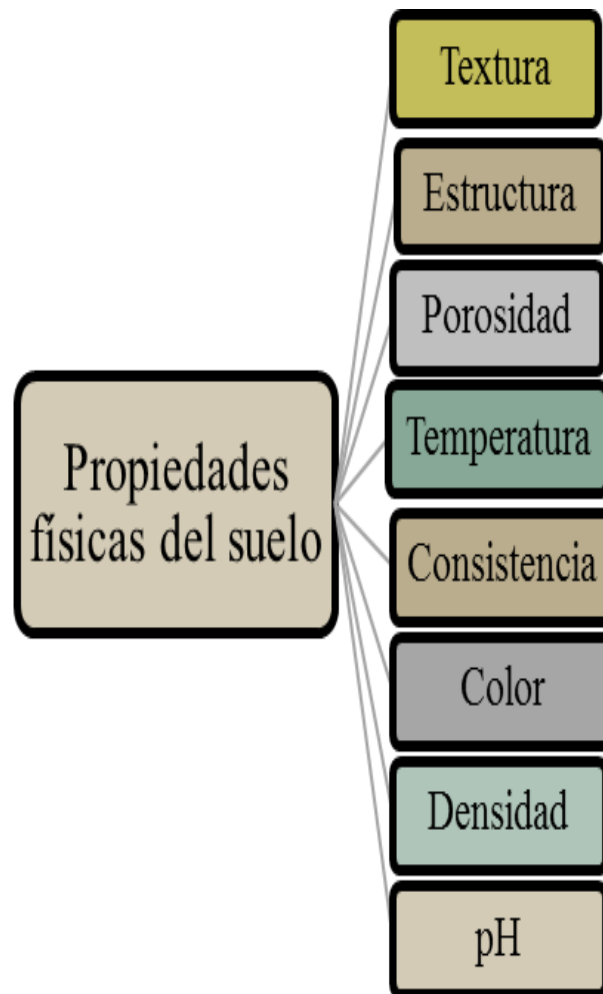 Propiedades
físicas del suelo
Textura
Estructura
Porosidad
Temperatura
Consistencia
Color
Densidad
pH